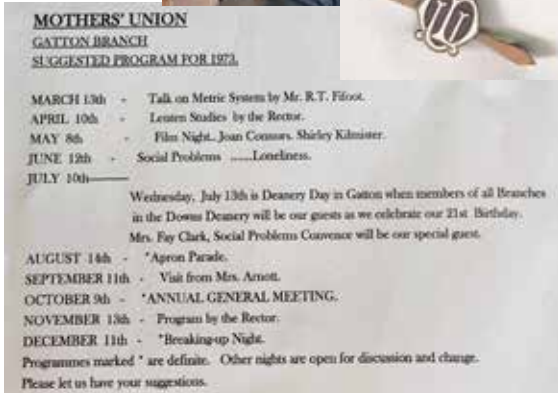 MOTHERS' UNION
GATTON BRANCH
SUGGESTED PROGRAM FOR 1973.
MARCH 13th - Talk on Metric System by Mr. R.T. Fifoot.
APRIL 10th - Lenten Studies by the Rector.
MAY 8th - Film Night.. Joan Connors. Shirley Kilmister.
JUNE 12th - Social Problems ......Loneliness.
JULY 10th———
Wednesday, July 13th is Deanery Day in Gatton when members of all Branches
in the Downs Deanery will be our guests as we celebrate our 21st Birthday.
Mrs. Fay Clark, Social Problems Convence will be our special guest.
AUGUST 14th - *Apron Parade.
SEPTEMBER 11th - Visit from Mrs. Arnott.
OCTOBER 9th - *ANNUAL GENERAL MEETING.
NOVEMBER 13th - Program by the Rector.
DECEMBER 11th - *Breaking-up Night.
Programmes marked * are definite. Other nights are open for discussion and change.
Please let us have your suggestions.